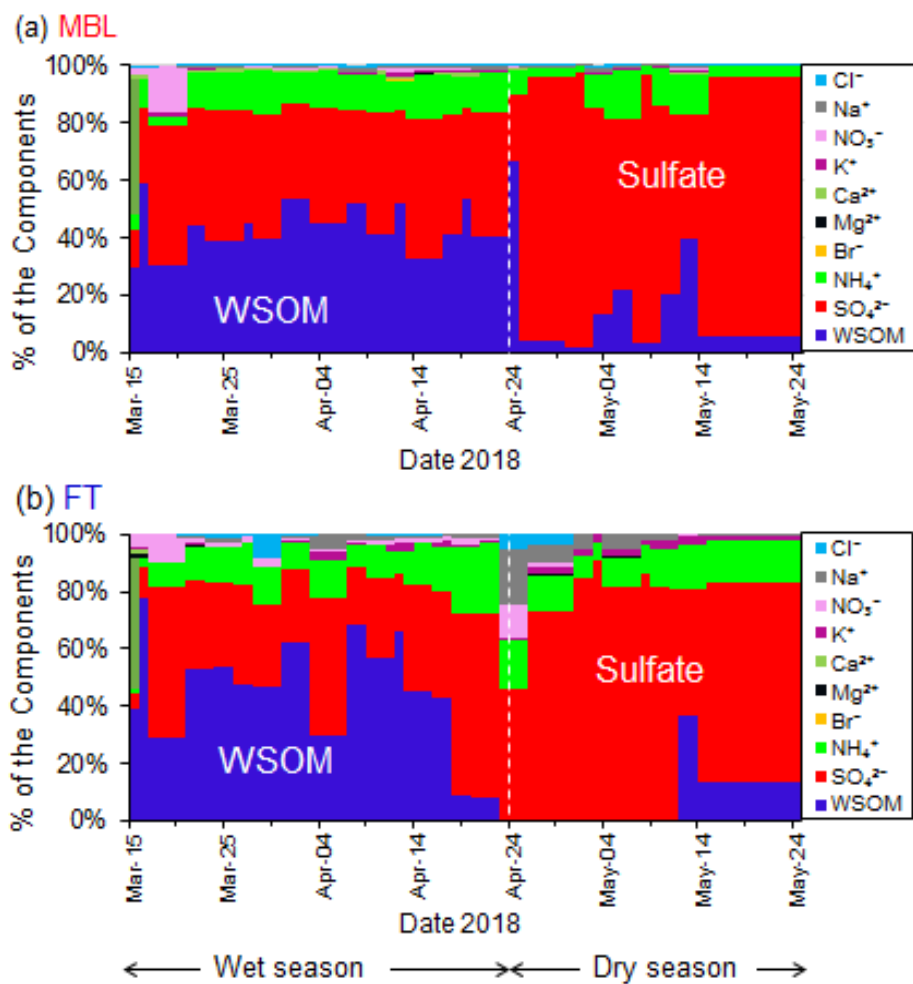 (a) MBL
% of the Components
100%
80%
60%
40%
20%
0%
WSOM
Sulfate
Cl⁻
Na⁺
NO₃⁻
K⁺
Ca²⁺
Mg²⁺
Br⁻
NH₄⁺
SO₄²⁻
WSOM
Mar-15
Mar-25
Apr-04
Apr-14
Apr-24
May-04
May-14
May-24
Date 2018
(b) FT
% of the Components
100%
80%
60%
40%
20%
0%
WSOM
Sulfate
Cl⁻
Na⁺
NO₃⁻
K⁺
Ca²⁺
Mg²⁺
Br⁻
NH₄⁺
SO₄²⁻
WSOM
Mar-15
Mar-25
Apr-04
Apr-14
Apr-24
May-04
May-14
May-24
Date 2018
Wet season
Dry season